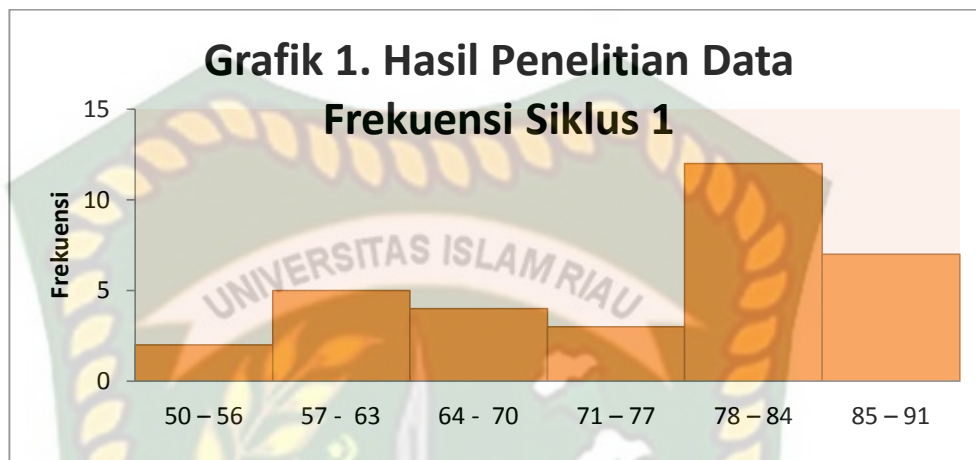 Grafik 1. Hasil Penelitian Data
Frekuensi Siklus 1
Frekuensi
15
10
5
0
50 – 56 57 - 63 64 - 70 71 – 77 78 – 84 85 – 91
UNIVERSITAS ISLAM RIAU